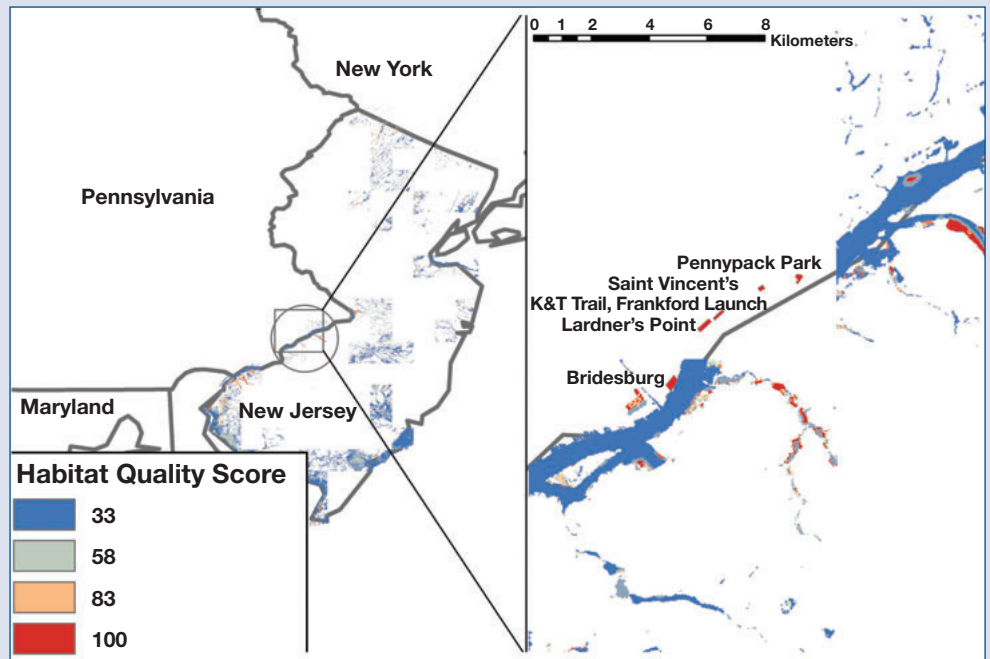 New York
Pennsylvania
Maryland
New Jersey
Habitat Quality Score
33
58
83
100
0 1 2 4 6 8
Kilometers
Pennypack Park
Saint Vincent's
K&T Trail, Frankford Launch
Lardner's Point
Bridesburg